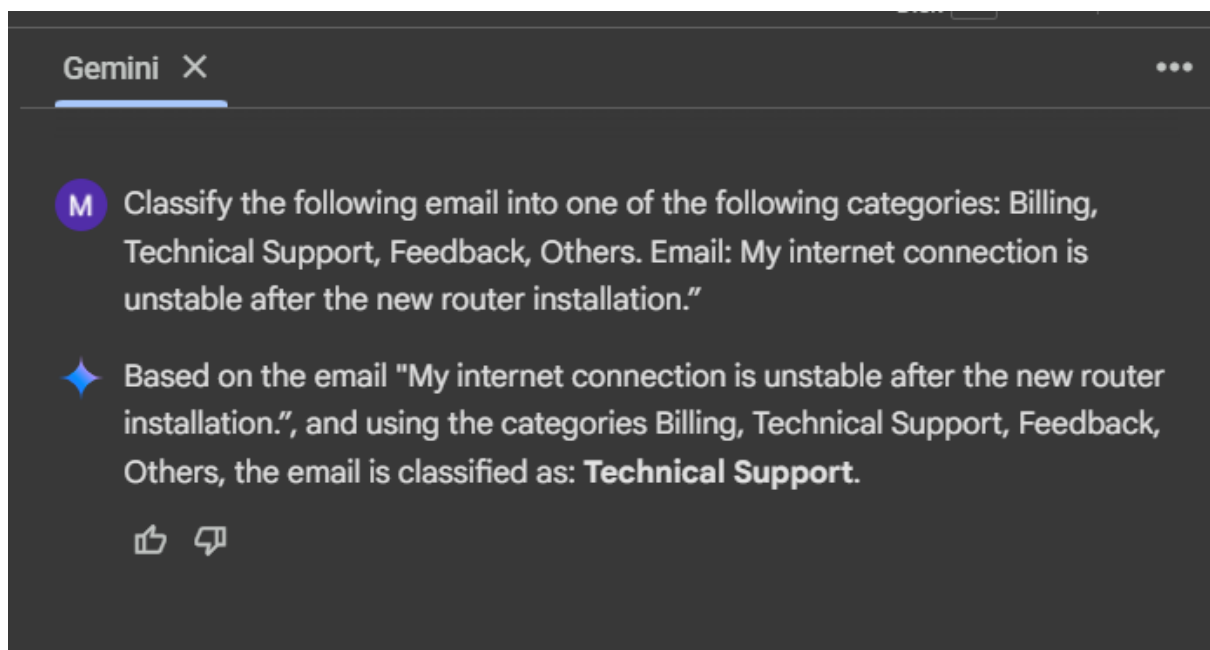 Gemini
M
Classify the following email into one of the following categories: Billing,
Technical Support, Feedback, Others. Email: My internet connection is
unstable after the new router installation.”
Based on the email "My internet connection is unstable after the new router
installation.”, and using the categories Billing, Technical Support, Feedback,
Others, the email is classified as: Technical Support.